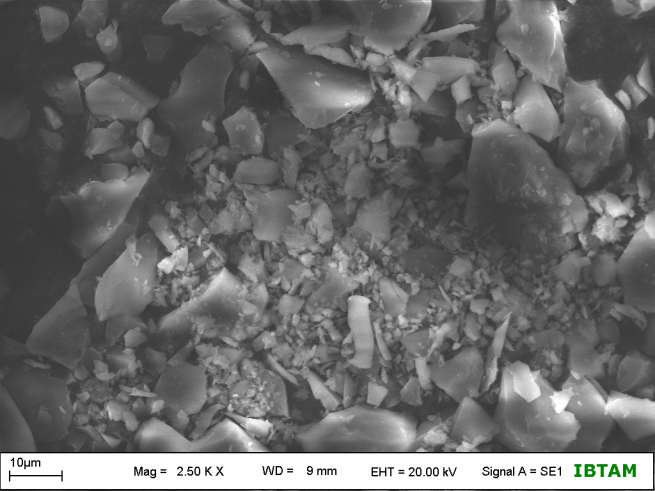 10µm
Mag = 2.50 K X WD = 9 mm EHT = 20.00 kV Signal A = SE1 IBTAM